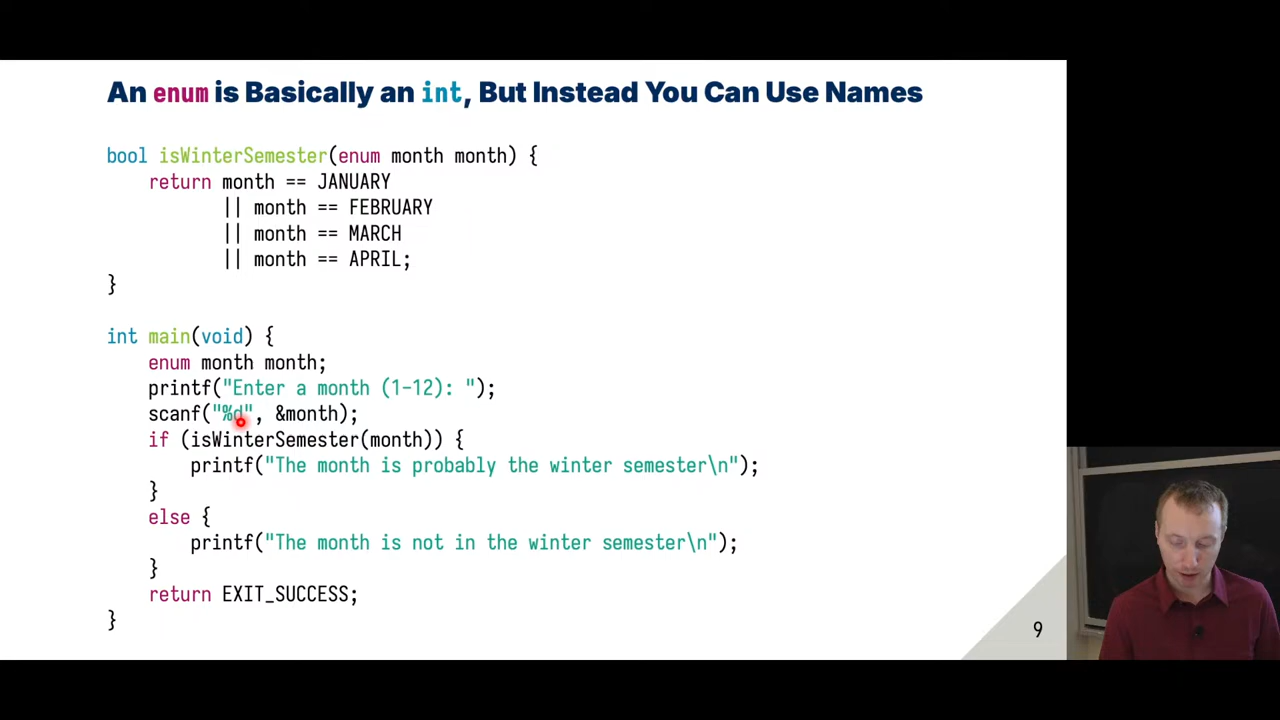 An enum is Basically an int, But Instead You Can Use Names
bool isWinterSemester(enum month month) {
    return month == JANUARY
           || month == FEBRUARY
           || month == MARCH
           || month == APRIL;
}
int main(void) {
    enum month month;
    printf("Enter a month (1-12): ");
    scanf("%d", &month);
    if (isWinterSemester(month)) {
        printf("The month is probably the winter semester\n");
    }
    else {
        printf("The month is not in the winter semester\n");
    }
    return EXIT_SUCCESS;
}
9